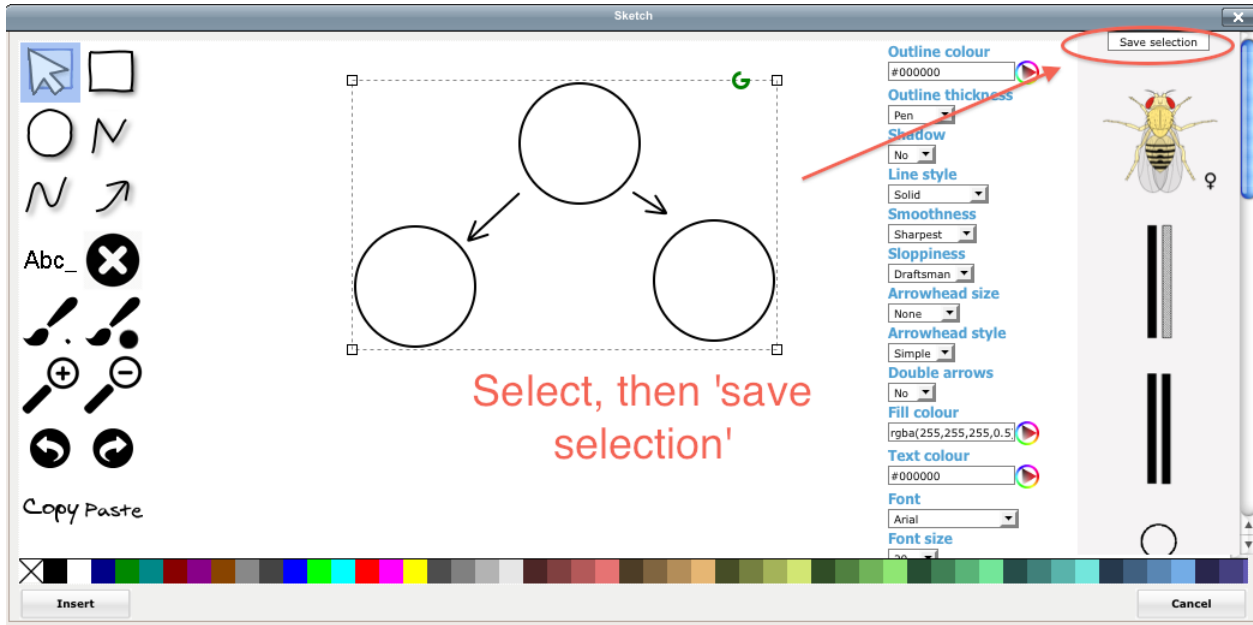 Sketch
Save selection
Abc_
Copy Paste
Select, then 'save
selection'
Outline colour
#000000
Outline thickness
Pen
Shadow
No
Line style
Solid
Smoothness
Sharpest
Sloppiness
Draftsman
Arrowhead size
None
Arrowhead style
Simple
Double arrows
No
Fill colour
rgba(255,255,255,0.5)
Text colour
#000000
Font
Arial
Font size
♀
Insert
Cancel